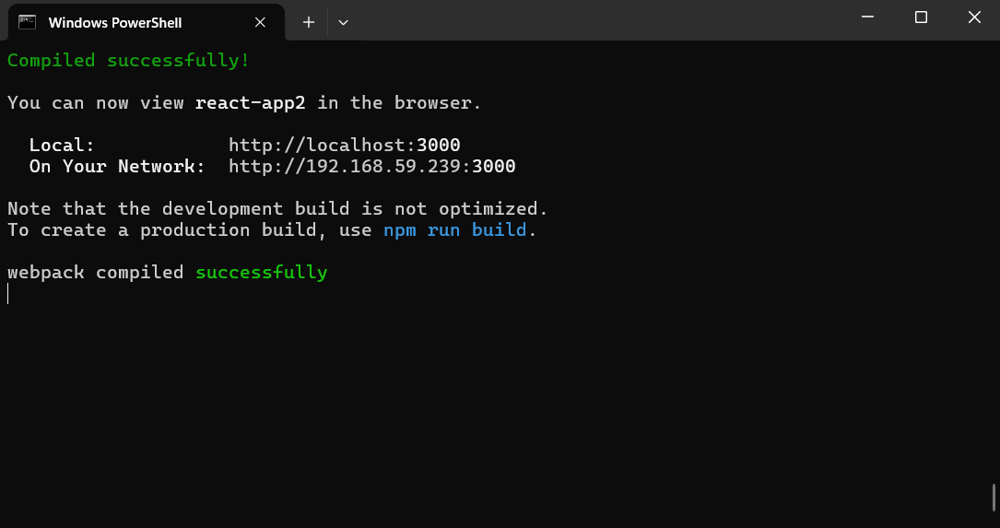 Windows PowerShell
Compiled successfully!
You can now view react-app2 in the browser.
Local: http://localhost:3000
On Your Network: http://192.168.59.239:3000
Note that the development build is not optimized.
To create a production build, use npm run build.
webpack compiled successfully